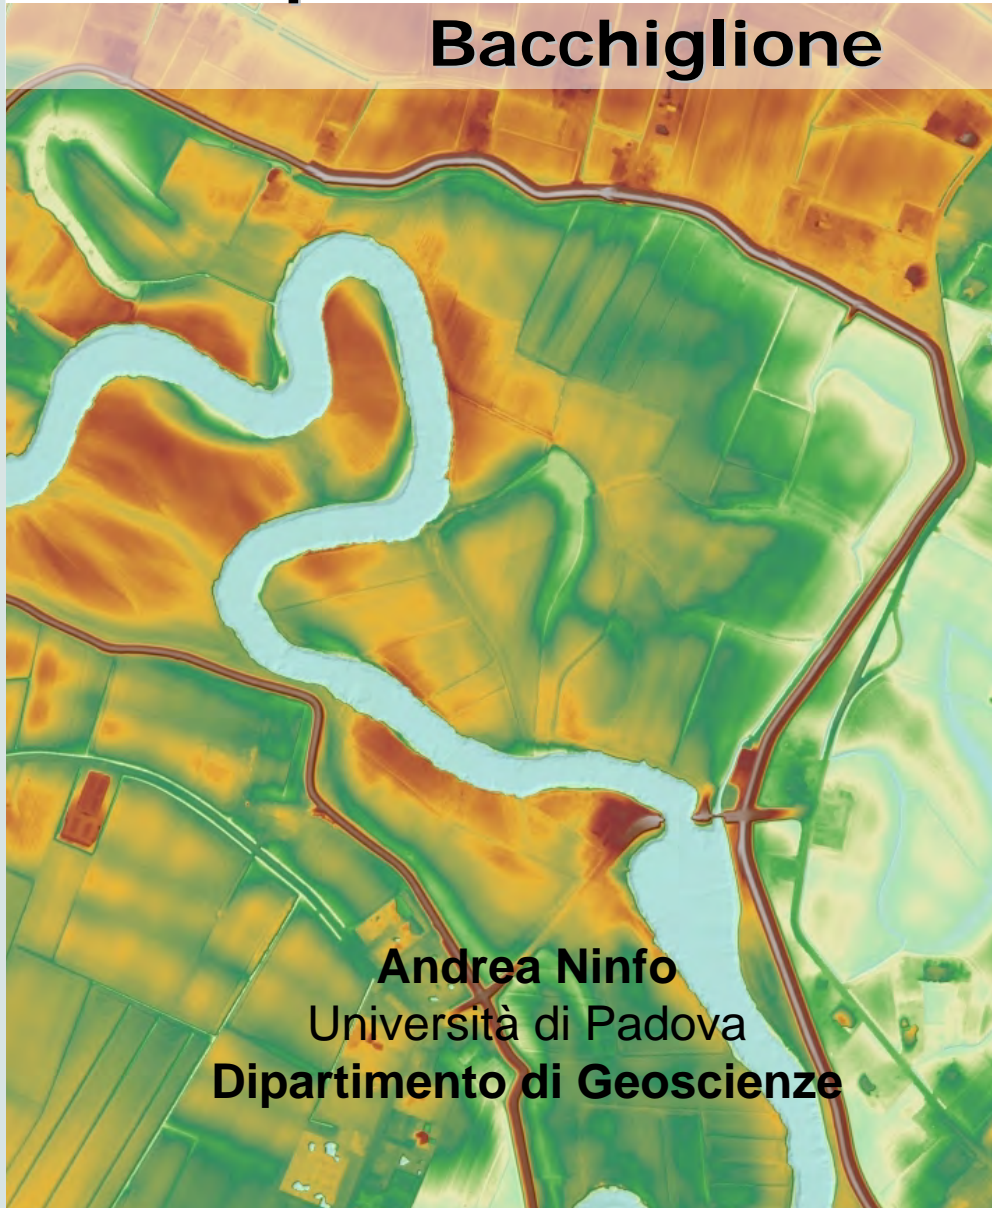 Bacchiglione
Andrea Ninfo
Università di Padova
Dipartimento di Geoscienze